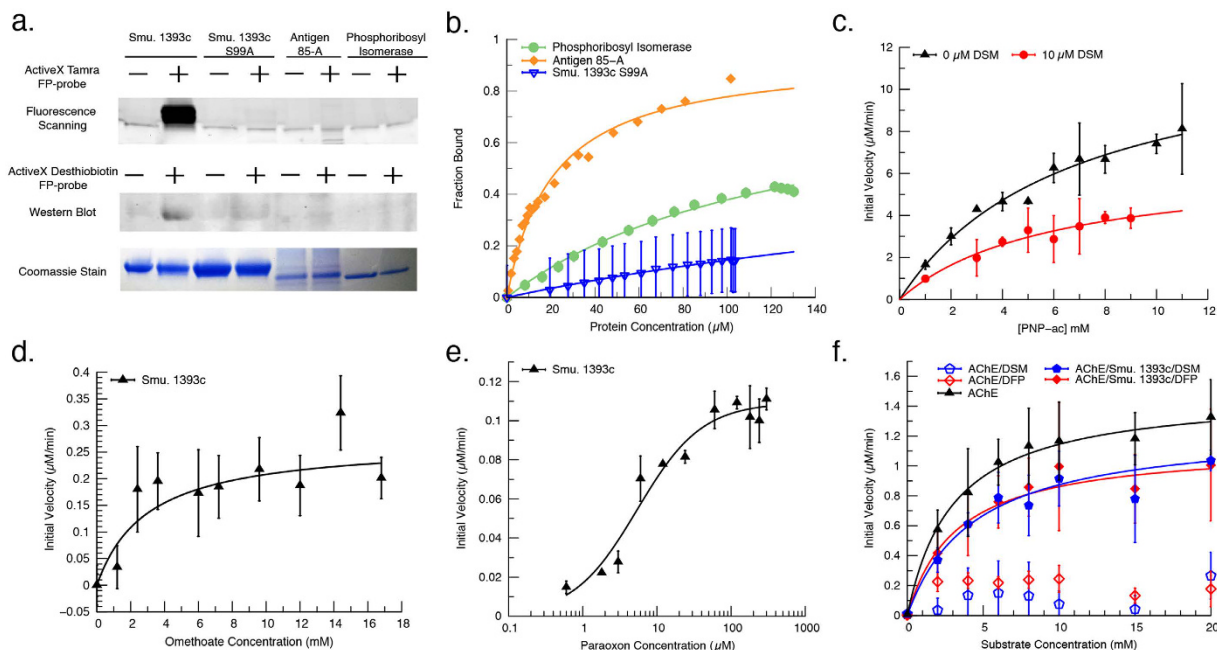 a.
Smu. 1393c Smu. 1393c S99A Antigen 85-A Phosphoribosyl Isomerase
ActiveX Tamra FP-probe − + − + − + − +
Fluorescence Scanning
ActiveX Desthiobiotin FP-probe − + − + − + − +
Western Blot
Coomassie Stain
b.
Phosphoribosyl Isomerase
Antigen 85−A
Smu. 1393c S99A
Fraction Bound
1
0.8
0.6
0.4
0.2
0
0 20 40 60 80 100 120 140
Protein Concentration (µM)
c.
0 µM DSM 10 µM DSM
Initial Velocity (µM/min)
14
12
10
8
6
4
2
0
0 2 4 6 8 10 12
[PNP−ac] mM
d.
Smu. 1393c
Initial Velocity (µM/min)
0.4
0.35
0.3
0.25
0.2
0.15
0.1
0.05
0
−0.05
0 2 4 6 8 10 12 14 16 18
Omethoate Concentration (mM)
e.
Smu. 1393c
Initial Velocity (µM/min)
0.12
0.1
0.08
0.06
0.04
0.02
0
0.1 1 10 100 1000
Paraoxon Concentration (µM)
f.
AChE/DSM AChE/Smu. 1393c/DSM
AChE/DFP AChE/Smu. 1393c/DFP
AChE
Initial Velocity (µM/min)
1.6
1.4
1.2
1
0.8
0.6
0.4
0.2
0
0 5 10 15 20
Substrate Concentration (mM)